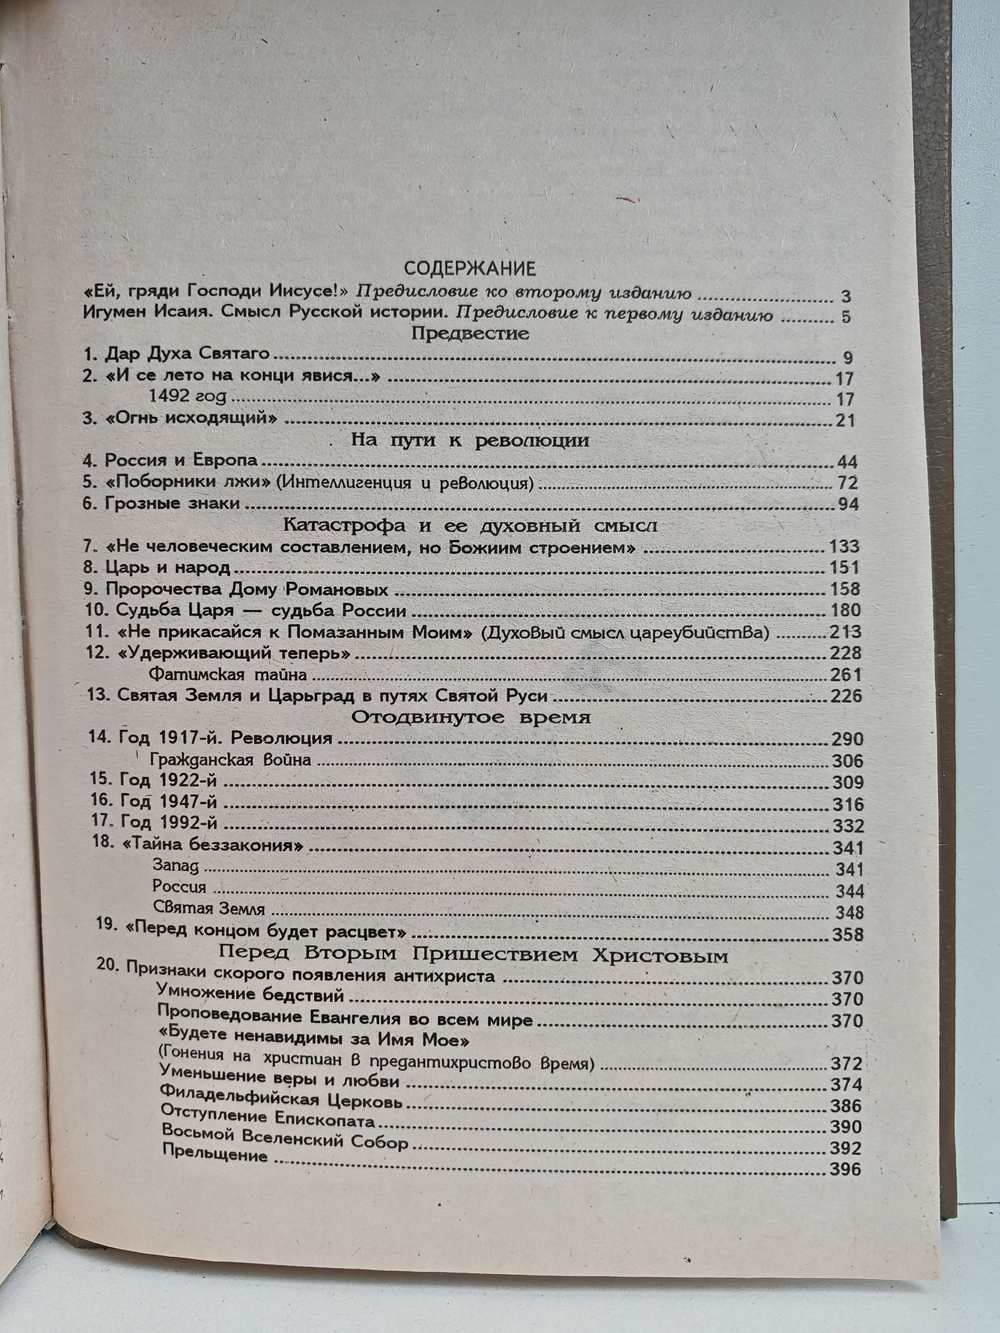 СОДЕРЖАНИЕ
«Ей, гряди Господи Иисусе!» Предисловие ко второму изданию ........ 3
Игумен Исаия. Смысл Русской истории. Предисловие к первому изданию ........ 5
Предвестие
1. Дар Духа Святаго ........ 9
2. «И се лето на конци явися...» ........ 17
1492 год ........ 17
3. «Огнь исходящий» ........ 21
На пути к революции
4. Россия и Европа ........ 44
5. «Поборники лжи» (Интеллигенция и революция) ........ 72
6. Грозные знаки ........ 94
Катастрофа и ее духовный смысл
7. «Не человеческим составлением, но Божиим строением» ........ 133
8. Царь и народ ........ 151
9. Пророчества Дому Романовых ........ 158
10. Судьба Царя — судьба России ........ 180
11. «Не прикасайся к Помазанным Моим» (Духовый смысл цареубийства) ........ 213
12. «Удерживающий теперь» ........ 228
Фатимская тайна ........ 261
13. Святая Земля и Царьград в путях Святой Руси ........ 226
Отодвинутое время
14. Год 1917-й. Революция ........ 290
Гражданская война ........ 306
15. Год 1922-й ........ 309
16. Год 1947-й ........ 316
17. Год 1992-й ........ 332
18. «Тайна беззакония» ........ 341
Запад ........ 341
Россия ........ 344
Святая Земля ........ 348
19. «Перед концом будет расцвет» ........ 358
Перед Вторым Пришествием Христовым
20. Признаки скорого появления антихриста ........ 370
Умножение бедствий ........ 370
Проповедование Евангелия во всем мире ........ 370
«Будете ненавидимы за Имя Мое»
(Гонения на христиан в предантихристово время) ........ 372
Уменьшение веры и любви ........ 374
Филадельфийская Церковь ........ 386
Отступление Епископата ........ 390
Восьмой Вселенский Собор ........ 392
Прельщение ........ 396